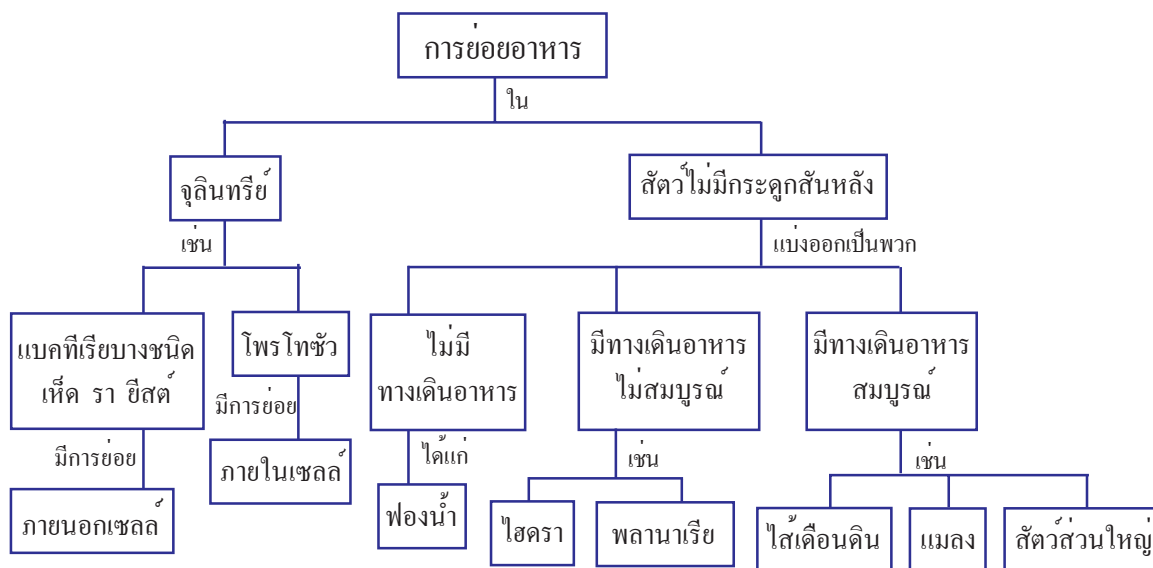 การย่อยอาหาร
ใน
จุลินทรีย์
สัตว์ไม่มีกระดูกสันหลัง
เช่น
แบ่งออกเป็นพวก
แบคทีเรียบางชนิด
เห็ด รา ยีสต์
โพรโทซัว
ไม่มี
ทางเดินอาหาร
มีทางเดินอาหาร
ไม่สมบูรณ์
มีทางเดินอาหาร
สมบูรณ์
มีการย่อย
มีการย่อย
ได้แก่
เช่น
เช่น
ภายนอกเซลล์
ภายในเซลล์
ฟองน้ำ
ไฮดรา
พลานาเรีย
ไส้เดือนดิน
แมลง
สัตว์ส่วนใหญ่